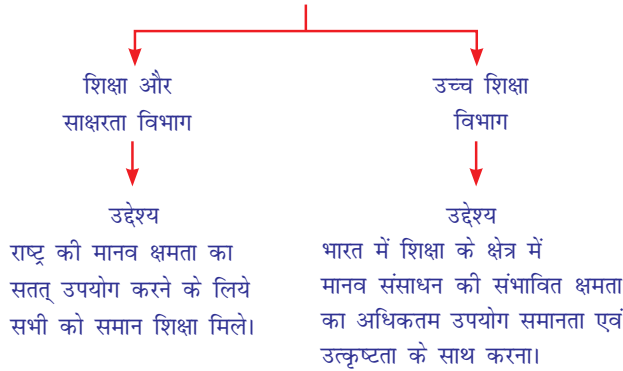 शिक्षा और
साक्षरता विभाग
उद्देश्य
राष्ट्र की मानव क्षमता का
सतत् उपयोग करने के लिये
सभी को समान शिक्षा मिले।
उच्च शिक्षा
विभाग
उद्देश्य
भारत में शिक्षा के क्षेत्र में
मानव संसाधन की संभावित क्षमता
का अधिकतम उपयोग समानता एवं
उत्कृष्टता के साथ करना।